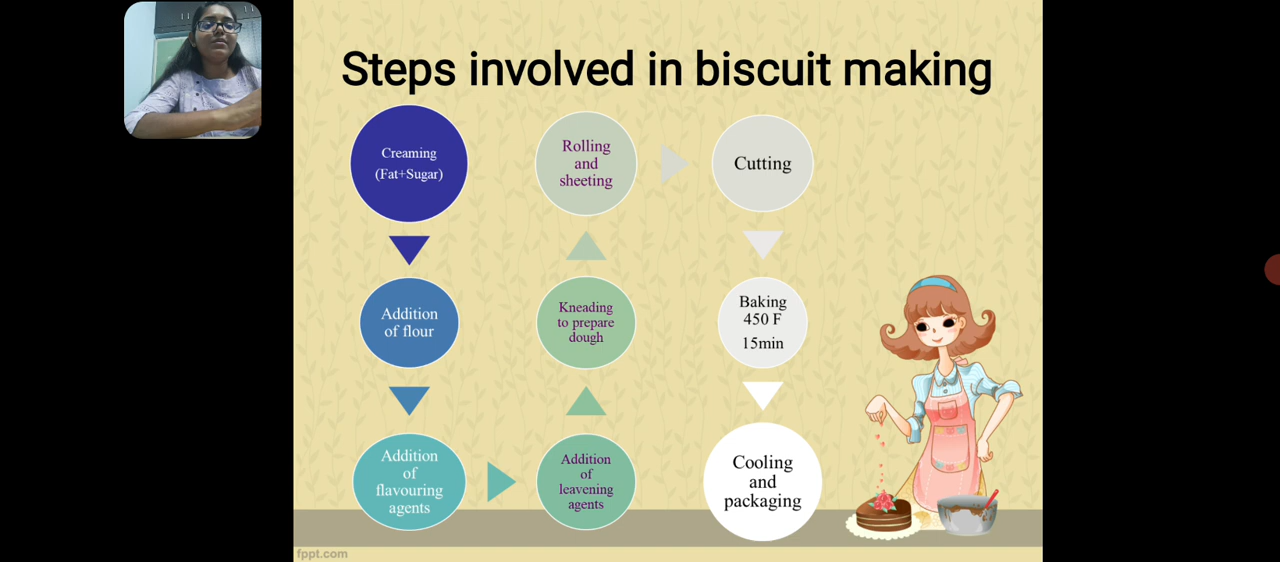 Steps involved in biscuit making
Creaming
(Fat+Sugar)
Addition
of flour
Addition
of
flavouring
agents
Addition
of
leavening
agents
Kneading
to prepare
dough
Rolling
and
sheeting
Cutting
Baking
450 F
15min
Cooling
and
packaging
fppt.com